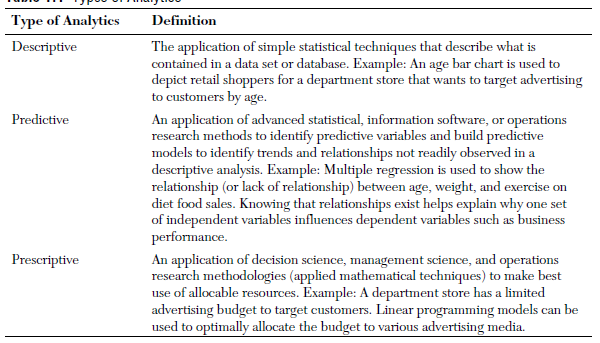 Table 1.1 Types of Analytics
Type of Analytics Definition
Descriptive The application of simple statistical techniques that describe what is
contained in a data set or database. Example: An age bar chart is used to
depict retail shoppers for a department store that wants to target advertising
to customers by age.
Predictive An application of advanced statistical, information software, or operations
research methods to identify predictive variables and build predictive
models to identify trends and relationships not readily observed in a
descriptive analysis. Example: Multiple regression is used to show the
relationship (or lack of relationship) between age, weight, and exercise on
diet food sales. Knowing that relationships exist helps explain why one set
of independent variables influences dependent variables such as business
performance.
Prescriptive An application of decision science, management science, and operations
research methodologies (applied mathematical techniques) to make best
use of allocable resources. Example: A department store has a limited
advertising budget to target customers. Linear programming models can be
used to optimally allocate the budget to various advertising media.